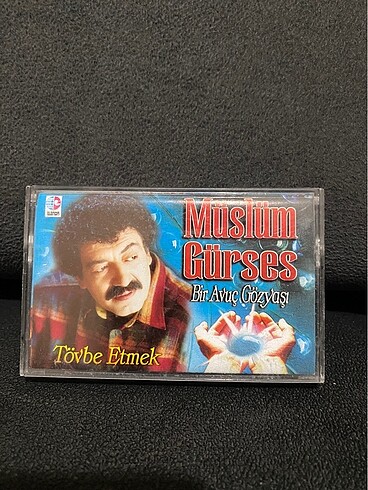 Müslüm
Gürses
Bir Avuç Gözyaşı
Tövbe Etmek